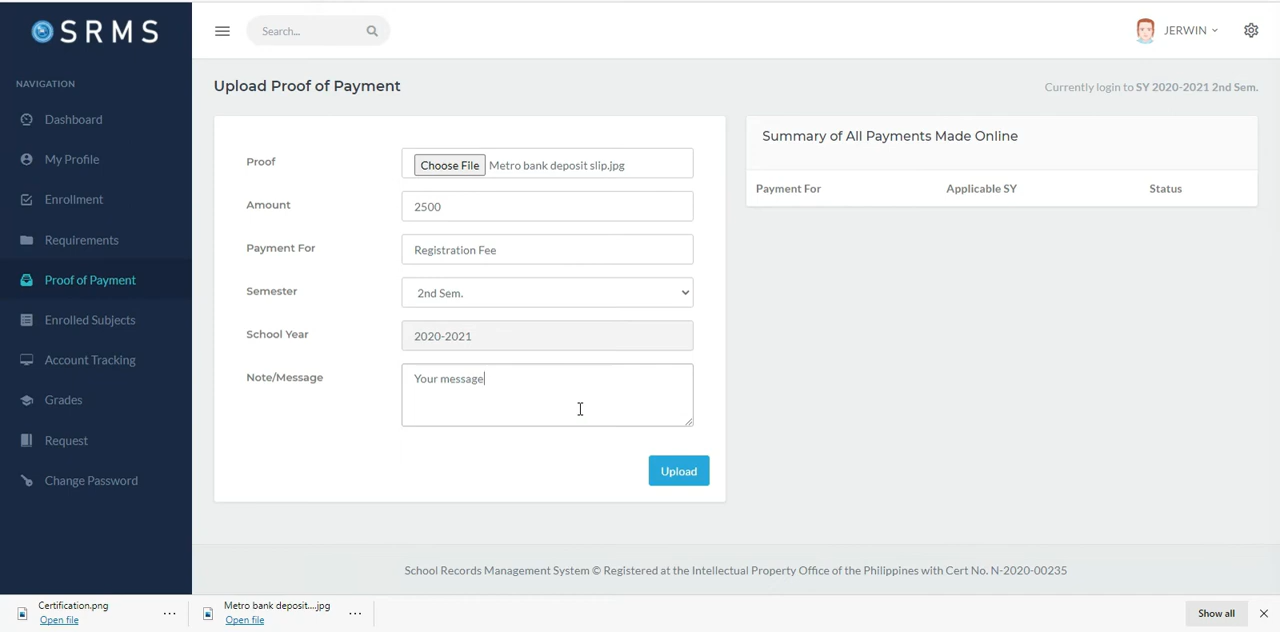 SRMS
Search...
JERWIN
NAVIGATION
Dashboard
My Profile
Enrollment
Requirements
Proof of Payment
Enrolled Subjects
Account Tracking
Grades
Request
Change Password
Upload Proof of Payment
Currently login to SY 2020-2021 2nd Sem.
Proof
Choose File Metro bank deposit slip.jpg
Amount
2500
Payment For
Registration Fee
Semester
2nd Sem.
School Year
2020-2021
Note/Message
Your message
Upload
Summary of All Payments Made Online
Payment For Applicable SY Status
School Records Management System © Registered at the Intellectual Property Office of the Philippines with Cert No. N-2020-00235
Certification.png
Open file
Metro bank deposit....jpg
Open file
Show all